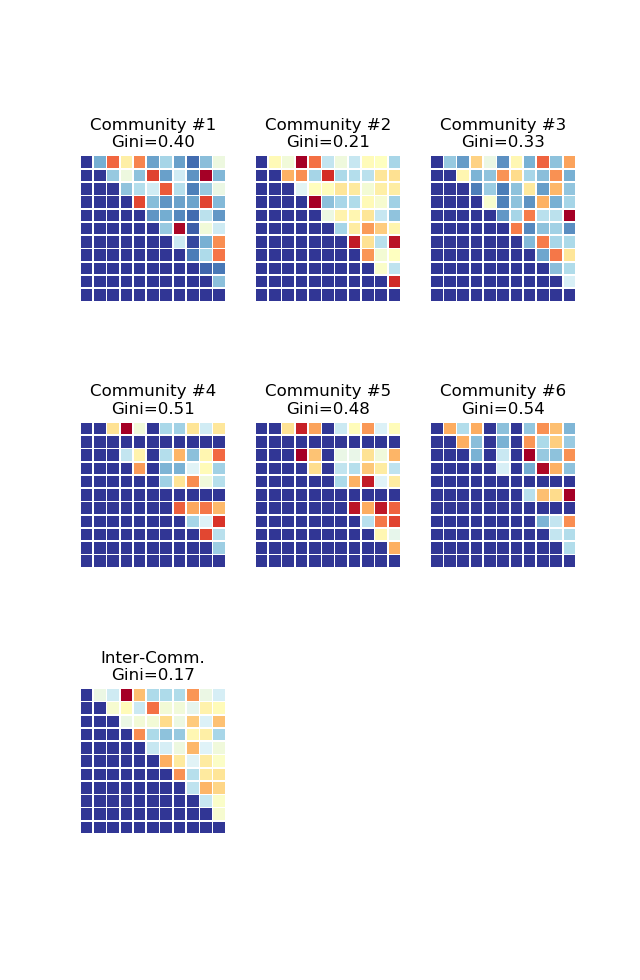 Community #1
Gini=0.40
Community #2
Gini=0.21
Community #3
Gini=0.33
Community #4
Gini=0.51
Community #5
Gini=0.48
Community #6
Gini=0.54
Inter-Comm.
Gini=0.17